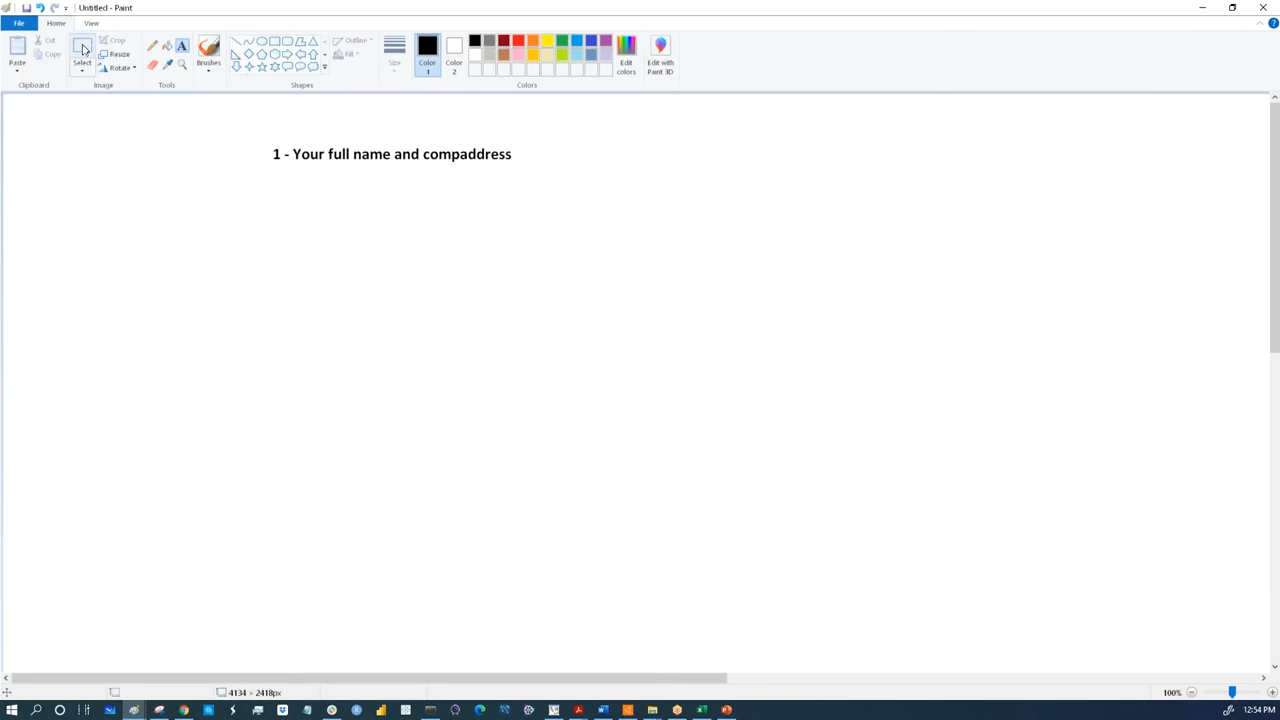 Untitled - Paint
File
Home
View
Paste
Cut
Copy
Clipboard
Select
Crop
Resize
Rotate
Image
Tools
Brushes
Outline
Fill
Shapes
Size
Color 1
Color 2
Edit colors
Edit with Paint 3D
Colors
1 - Your full name and compaddress
4134 × 2418px
100%
12:54 PM